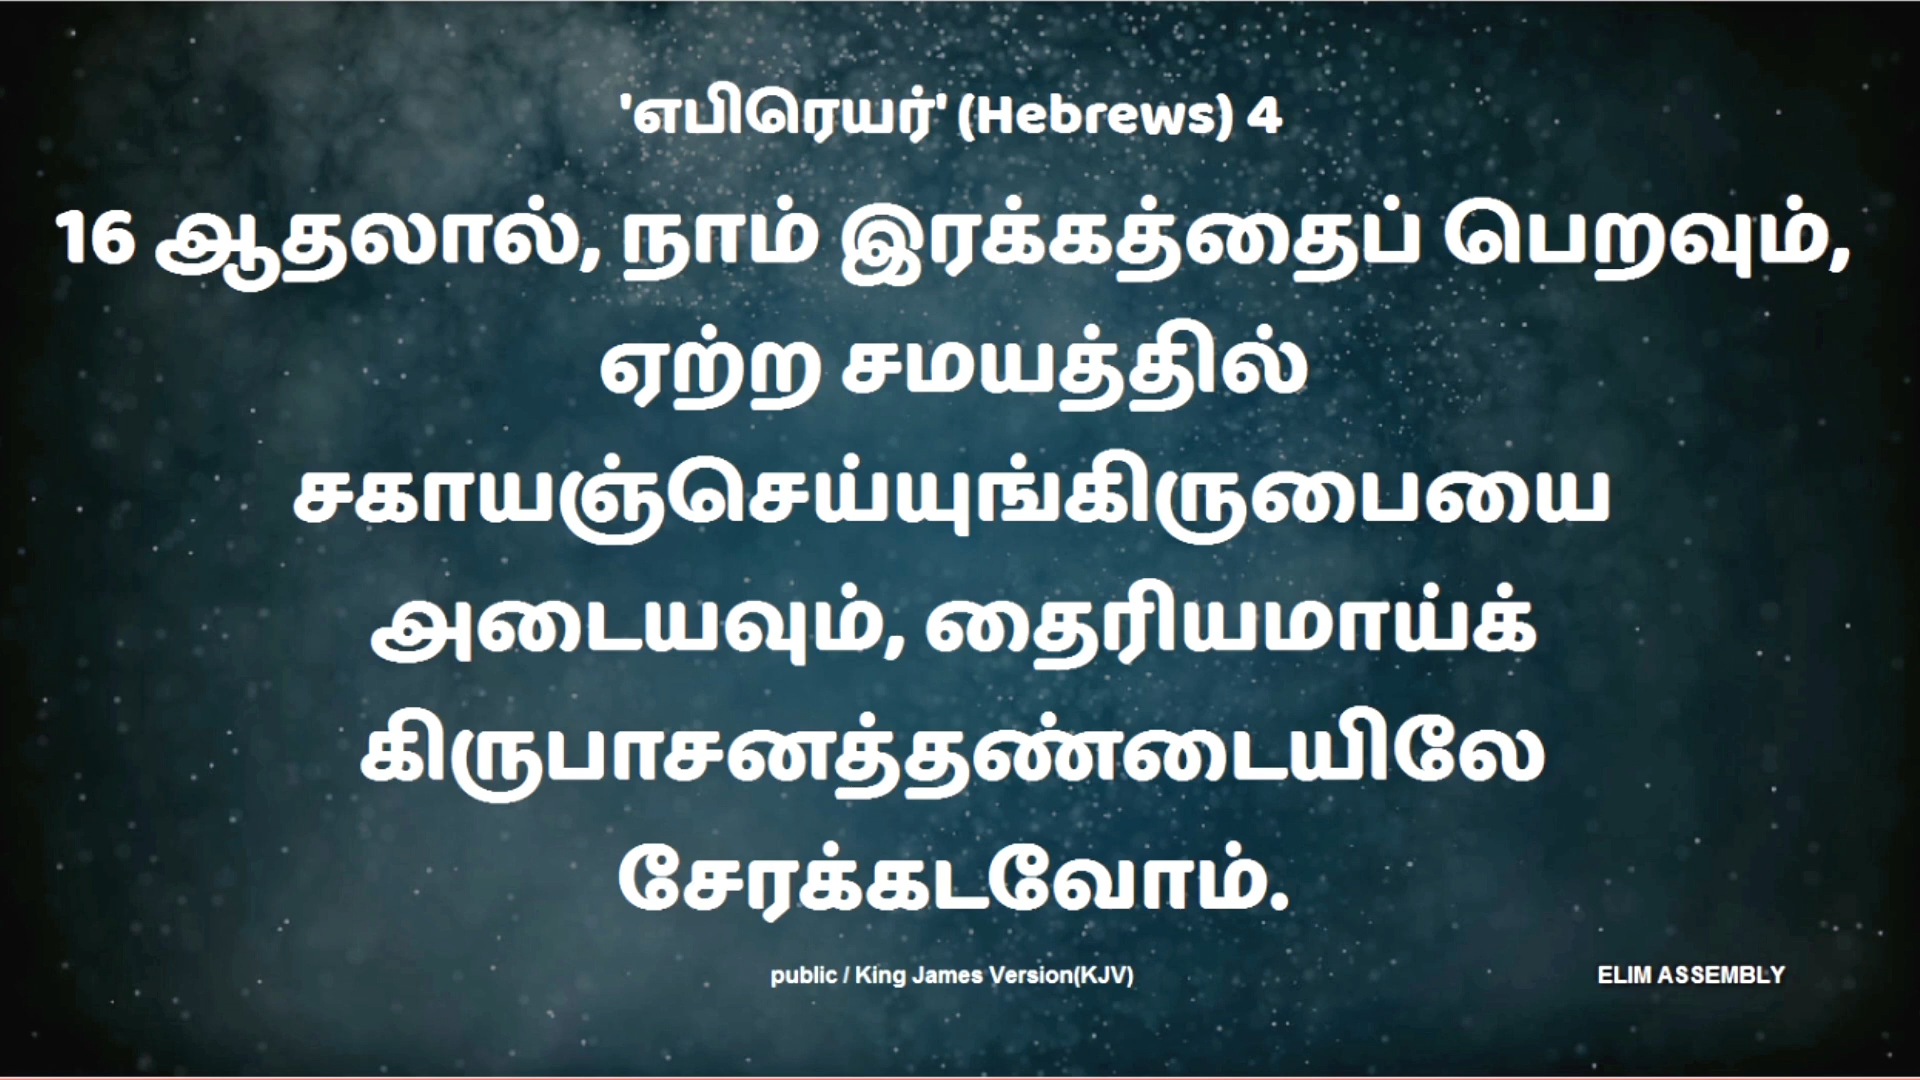 'எபிரெயர்' (Hebrews) 4
16 ஆதலால், நாம் இரக்கத்தைப் பெறவும்,
ஏற்ற சமயத்தில்
சகாயஞ்செய்யுங்கிருபையை
அடையவும், தைரியமாய்க்
கிருபாசனத்தண்டையிலே
சேரக்கடவோம்.
public / King James Version(KJV)
ELIM ASSEMBLY